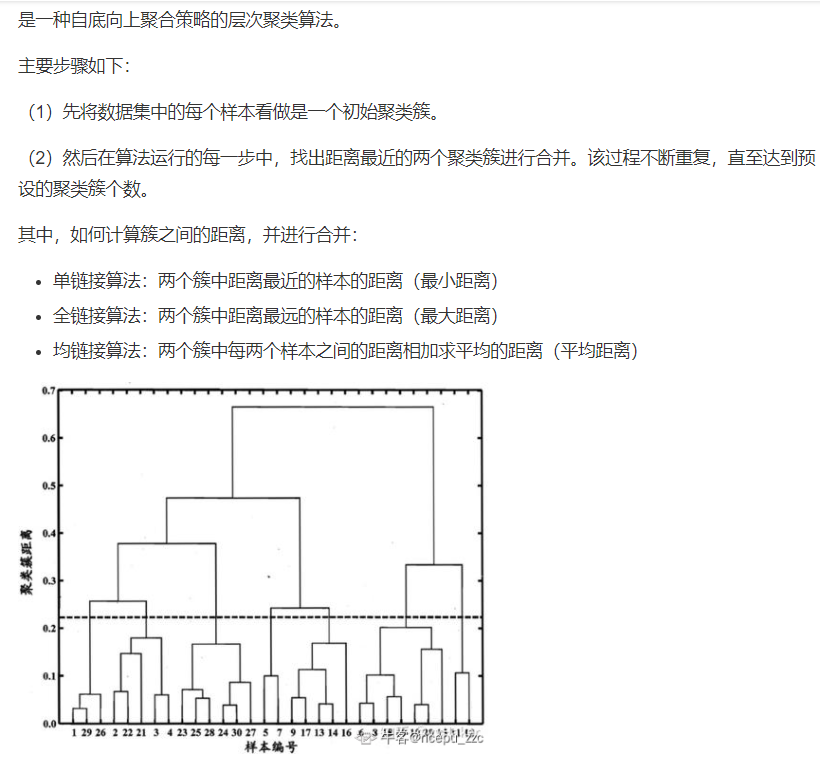 是一种自底向上聚合策略的层次聚类算法。
主要步骤如下：
（1）先将数据集中的每个样本看做是一个初始聚类簇。
（2）然后在算法运行的每一步中，找出距离最近的两个聚类簇进行合并。该过程不断重复，直至达到预
设的聚类簇个数。
其中，如何计算簇之间的距离，并进行合并：
• 单链接算法：两个簇中距离最近的样本的距离（最小距离）
• 全链接算法：两个簇中距离最远的样本的距离（最大距离）
• 均链接算法：两个簇中每两个样本之间的距离相加求平均的距离（平均距离）
0.7
0.6
0.5
0.4
聚类簇距离
0.3
0.2
0.1
0.0
1 29 26 2 22 21 3 4 23 25 28 24 30 27 5 7 9 17 13 14 16 6 8
牛客@ncepu_zzc
样本编号